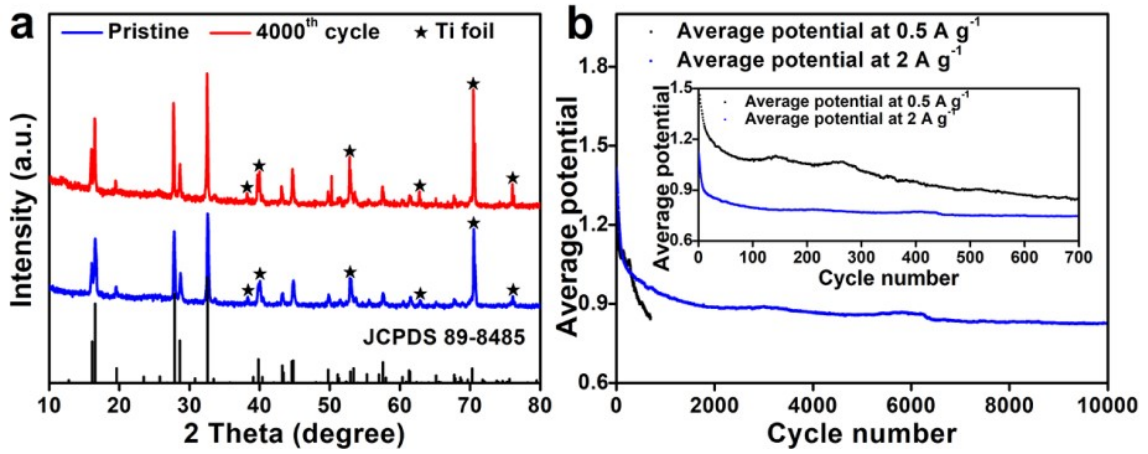 a
Pristine
4000th cycle
★ Ti foil
Intensity (a.u.)
JCPDS 89-8485
10 20 30 40 50 60 70 80
2 Theta (degree)
b
Average potential at 0.5 A g-1
Average potential at 2 A g-1
Average potential
1.8
1.5
1.2
0.9
0.6
0 2000 4000 6000 8000 10000
Cycle number
Average potential at 0.5 A g-1
Average potential at 2 A g-1
Average potential
1.5
1.2
0.9
0.6
0 100 200 300 400 500 600 700
Cycle number